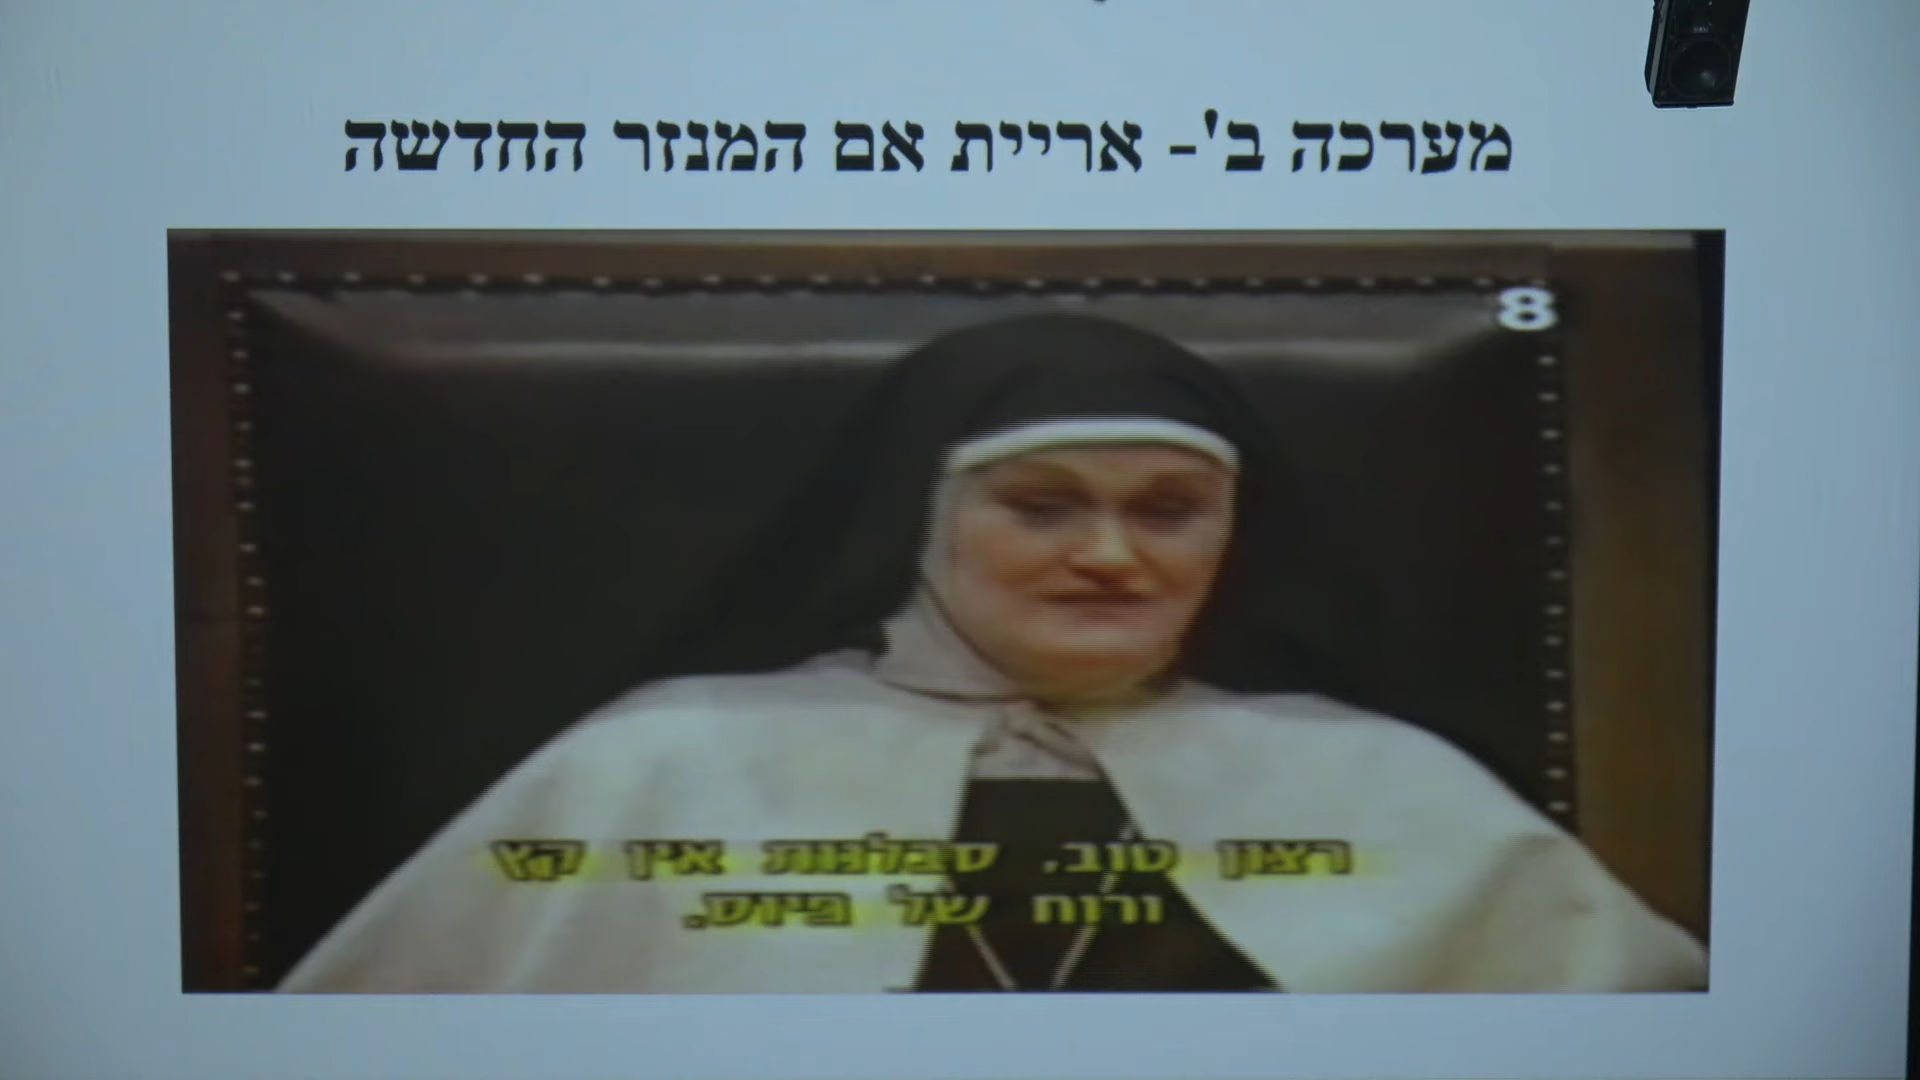 מערכה ב'- אריית אם המנזר החדשה
8
רצון טוב. סבלנות אין קץ
ורוח של פיוס.